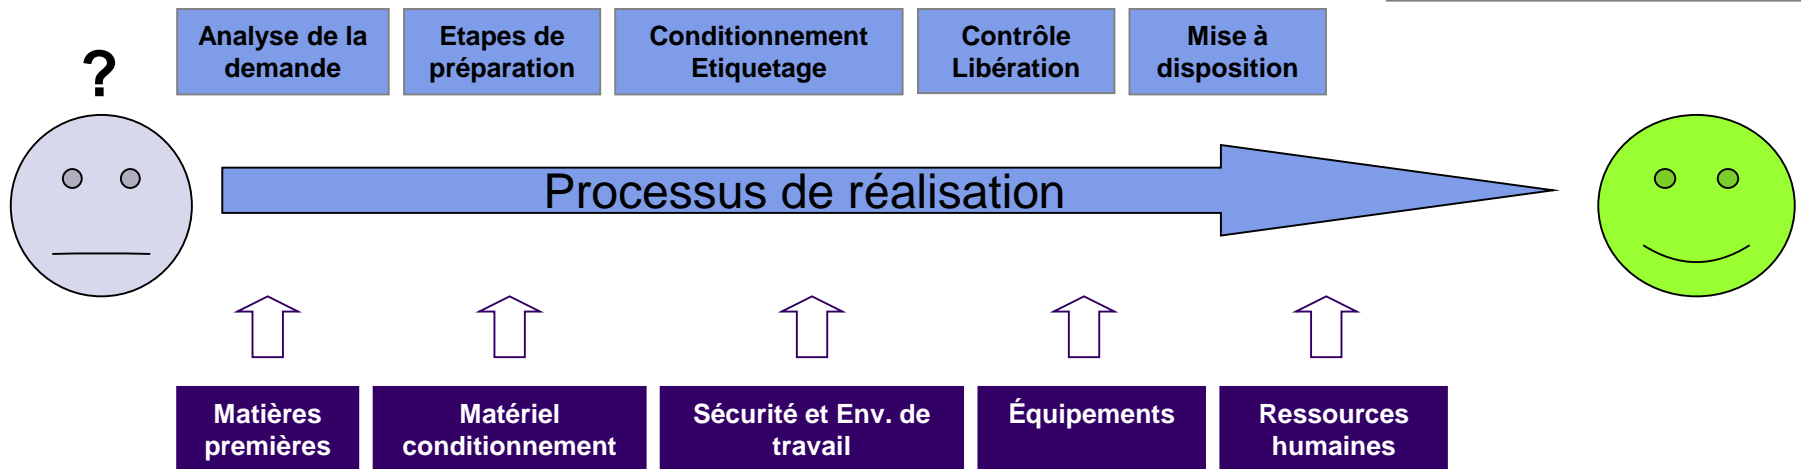 Analyse de la
demande
Etapes de
préparation
Conditionnement
Etiquetage
Contrôle
Libération
Mise à
disposition
?
Processus de réalisation
Matières
premières
Matériel
conditionnement
Sécurité et Env. de
travail
Équipements
Ressources
humaines